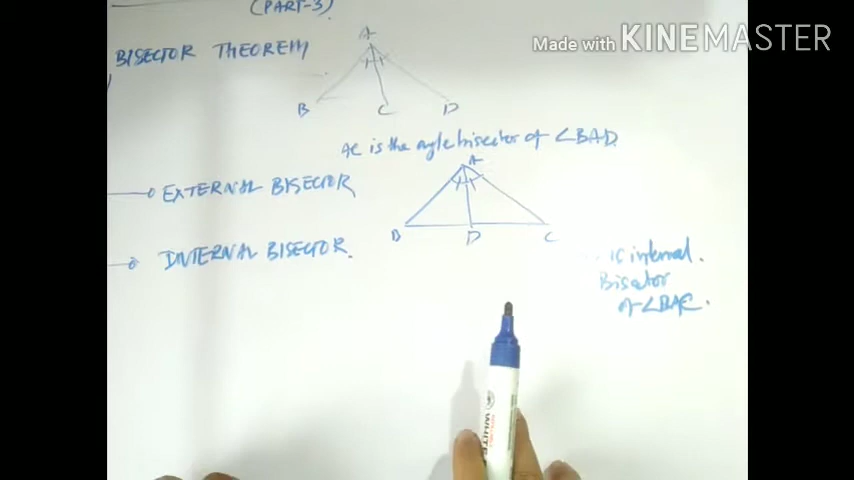 (PART-3)
Made with KINEMASTER
BISECTOR THEOREM
A
B C D
AC is the angle bisector of ∠BAD
A
EXTERNAL BISECTOR
B D C
INTERNAL BISECTOR.
is internal.
Bisector
of ∠BAC.